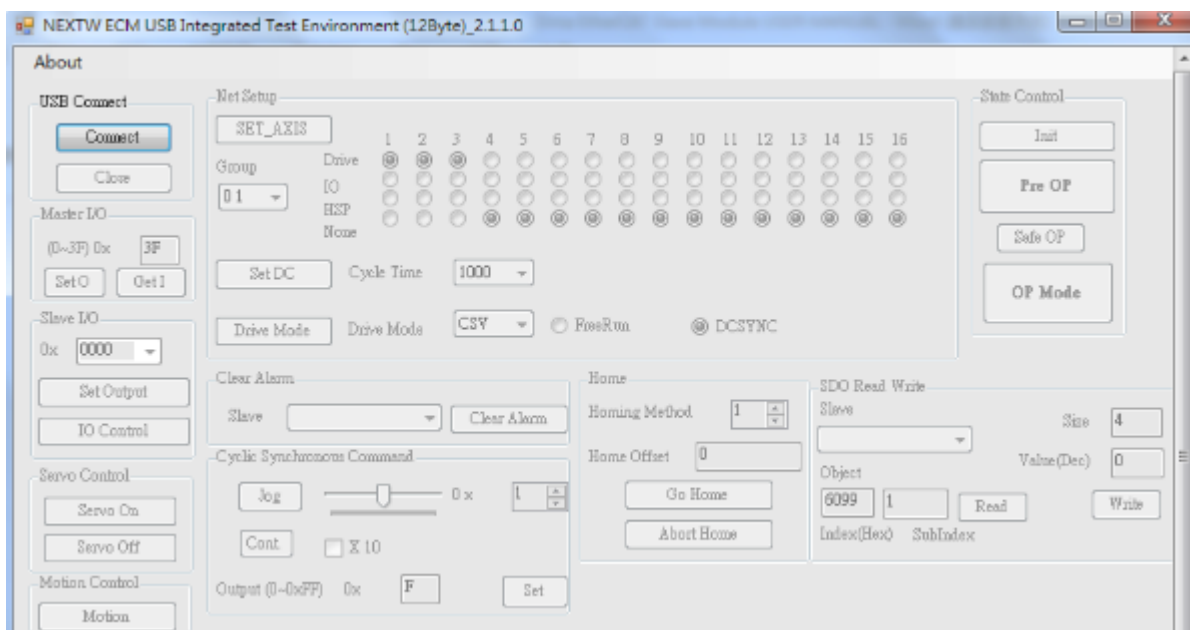 NEXTW ECM USB Integrated Test Environment (12Byte)_2.1.1.0
About
USB Connect
Connect
Close
Master I/O
(0~3F) 0x 3F
Set O Get I
Slave I/O
0x 0000
Set Output
IO Control
Servo Control
Servo On
Servo Off
Motion Control
Motion
Net Setup
SET_AXIS
1 2 3 4 5 6 7 8 9 10 11 12 13 14 15 16
Group
0 1
Drive
IO
HSP
None
Set DC Cycle Time 1000
Drive Mode Drive Mode CSV FreeRun DCSYNC
State Control
Init
Pre OP
Safe OP
OP Mode
Clear Alarm
Slave Clear Alarm
Cyclic Synchronous Command
Jog 0 x 1
Cont. X 10
Output (0~0xFF) 0x F Set
Home
Homing Method 1
Home Offset 0
Go Home
Abort Home
SDO Read Write
Slave
Size 4
Value(Dec) 0
Object
6099 1 Read Write
Index(Hex) SubIndex